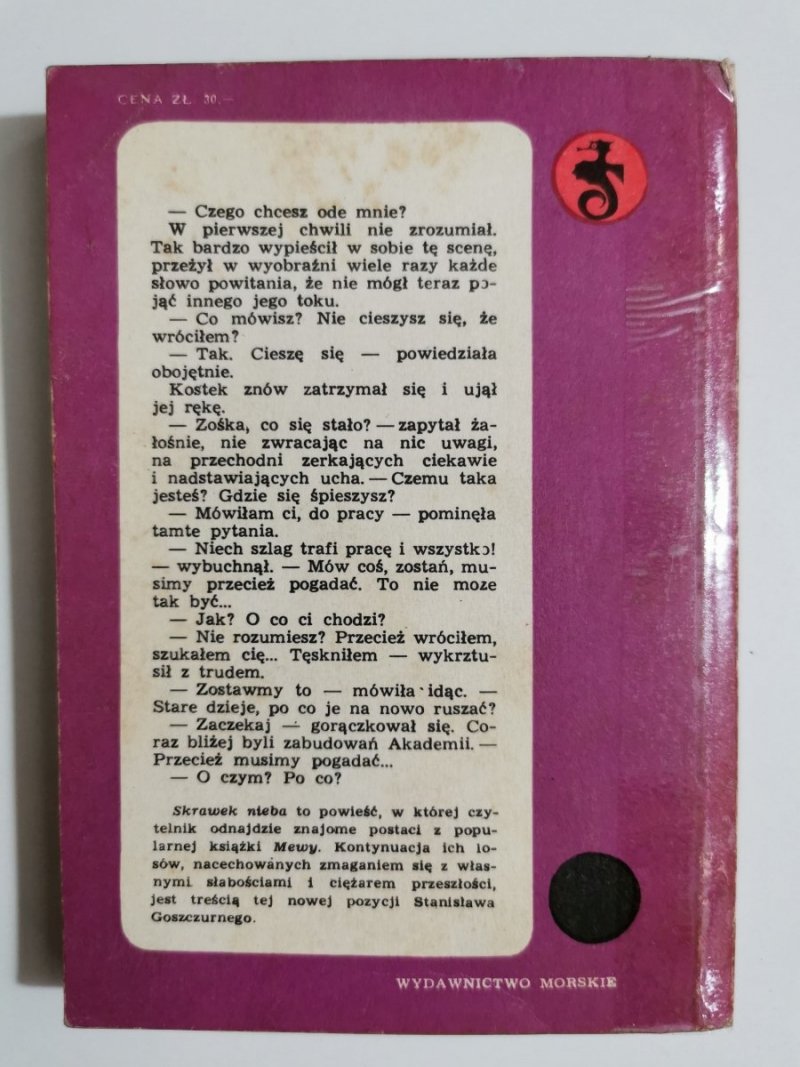 CENA ZŁ 30.—
— Czego chcesz ode mnie?
W pierwszej chwili nie zrozumiał.
Tak bardzo wypieścił w sobie tę scenę,
przeżył w wyobraźni wiele razy każde
słowo powitania, że nie mógł teraz po-
jąć innego jego toku.
— Co mówisz? Nie cieszysz się, że
wróciłem?
— Tak. Cieszę się — powiedziała
obojętnie.
Kostek znów zatrzymał się i ujął
jej rękę.
— Zośka, co się stało? — zapytał ża-
łośnie, nie zwracając na nic uwagi,
na przechodni zerkających ciekawie
i nadstawiających ucha. — Czemu taka
jesteś? Gdzie się śpieszysz?
— Mówiłam ci, do pracy — pominęła
tamte pytania.
— Niech szlag trafi pracę i wszystko!
— wybuchnął. — Mów coś, zostań, mu-
simy przecież pogadać. To nie może
tak być...
— Jak? O co ci chodzi?
— Nie rozumiesz? Przecież wróciłem,
szukałem cię... Tęskniłem — wykrztu-
sił z trudem.
— Zostawmy to — mówiła idąc. —
Stare dzieje, po co je na nowo ruszać?
— Zaczekaj — gorączkował się. Co-
raz bliżej byli zabudowań Akademii. —
Przecież musimy pogadać...
— O czym? Po co?
Skrawek nieba to powieść, w której czy-
telnik odnajdzie znajome postaci z popu-
larnej książki Mewy. Kontynuacja ich lo-
sów, nacechowanych zmaganiem się z włas-
nymi słabościami i ciężarem przeszłości,
jest treścią tej nowej pozycji Stanisława
Goszczurnego.
WYDAWNICTWO MORSKIE